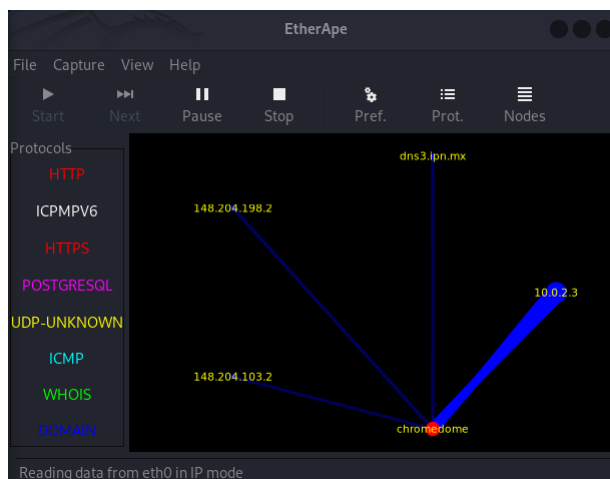 EtherApe
File Capture View Help
Start Next Pause Stop Pref. Prot. Nodes
Protocols
HTTP
ICPMPV6
HTTPS
POSTGRESQL
UDP-UNKNOWN
ICMP
WHOIS
DOMAIN
dns3.ipn.mx
148.204.198.2
10.0.2.3
148.204.103.2
chromedome
Reading data from eth0 in IP mode